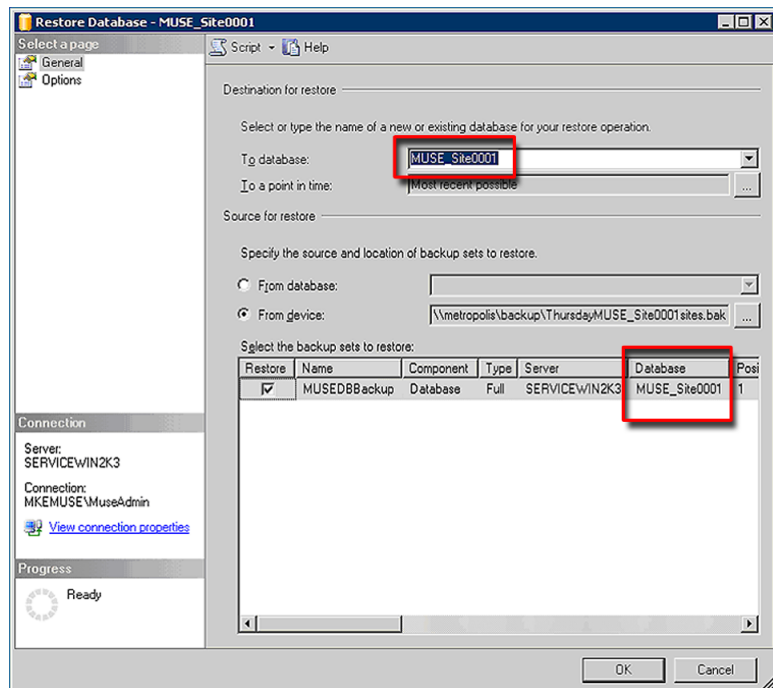 Restore Database - MUSE_Site0001
Select a page
General
Options
Script
Help
Destination for restore
Select or type the name of a new or existing database for your restore operation.
To database:
MUSE_Site0001
To a point in time:
Most recent possible
...
Source for restore
Specify the source and location of backup sets to restore.
From database:
From device:
\\metropolis\backup\ThursdayMUSE_Site0001sites.bak
...
Select the backup sets to restore:
Restore Name Component Type Server Database Posi
MUSEDBBackup Database Full SERVICEWIN2K3 MUSE_Site0001 1
Connection
Server:
SERVICEWIN2K3
Connection:
MKEMUSE\MuseAdmin
View connection properties
Progress
Ready
OK
Cancel